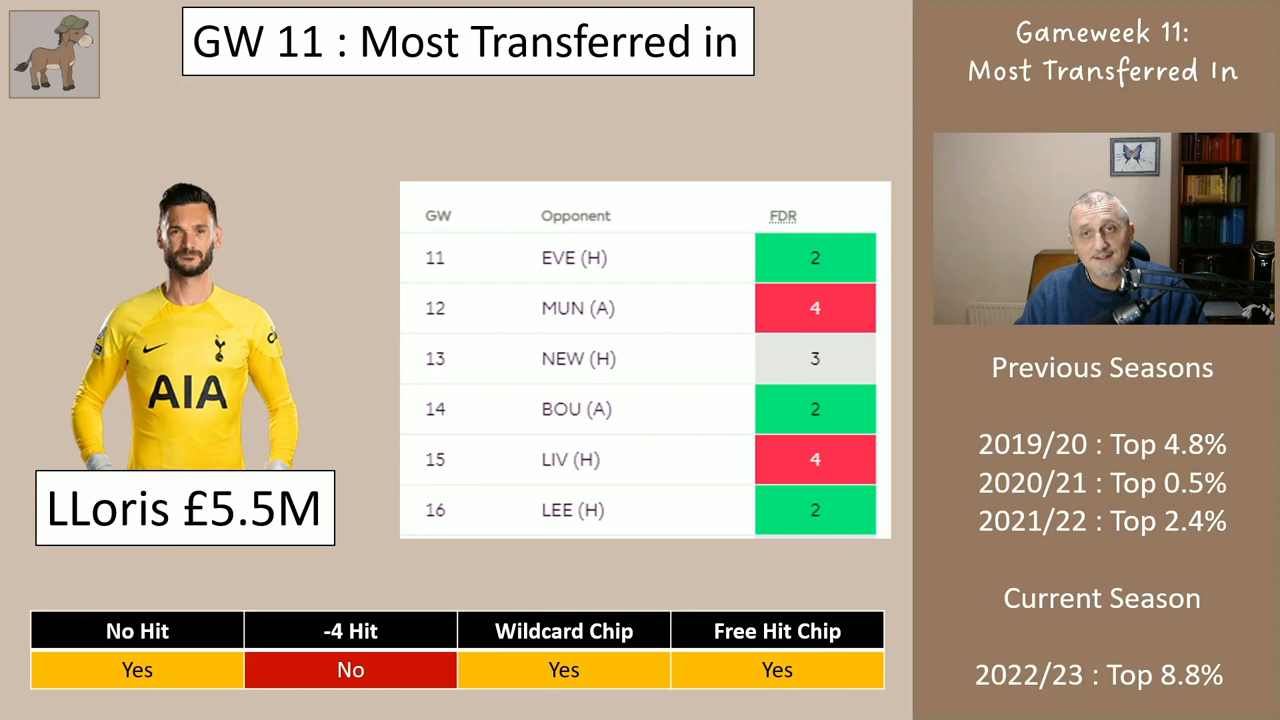 GW 11 : Most Transferred in
GW Opponent FDR
11 EVE (H) 2
12 MUN (A) 4
13 NEW (H) 3
14 BOU (A) 2
15 LIV (H) 4
16 LEE (H) 2
AIA
LLoris £5.5M
No Hit -4 Hit Wildcard Chip Free Hit Chip
Yes No Yes Yes
Gameweek 11:
Most Transferred In
Previous Seasons
2019/20 : Top 4.8%
2020/21 : Top 0.5%
2021/22 : Top 2.4%
Current Season
2022/23 : Top 8.8%